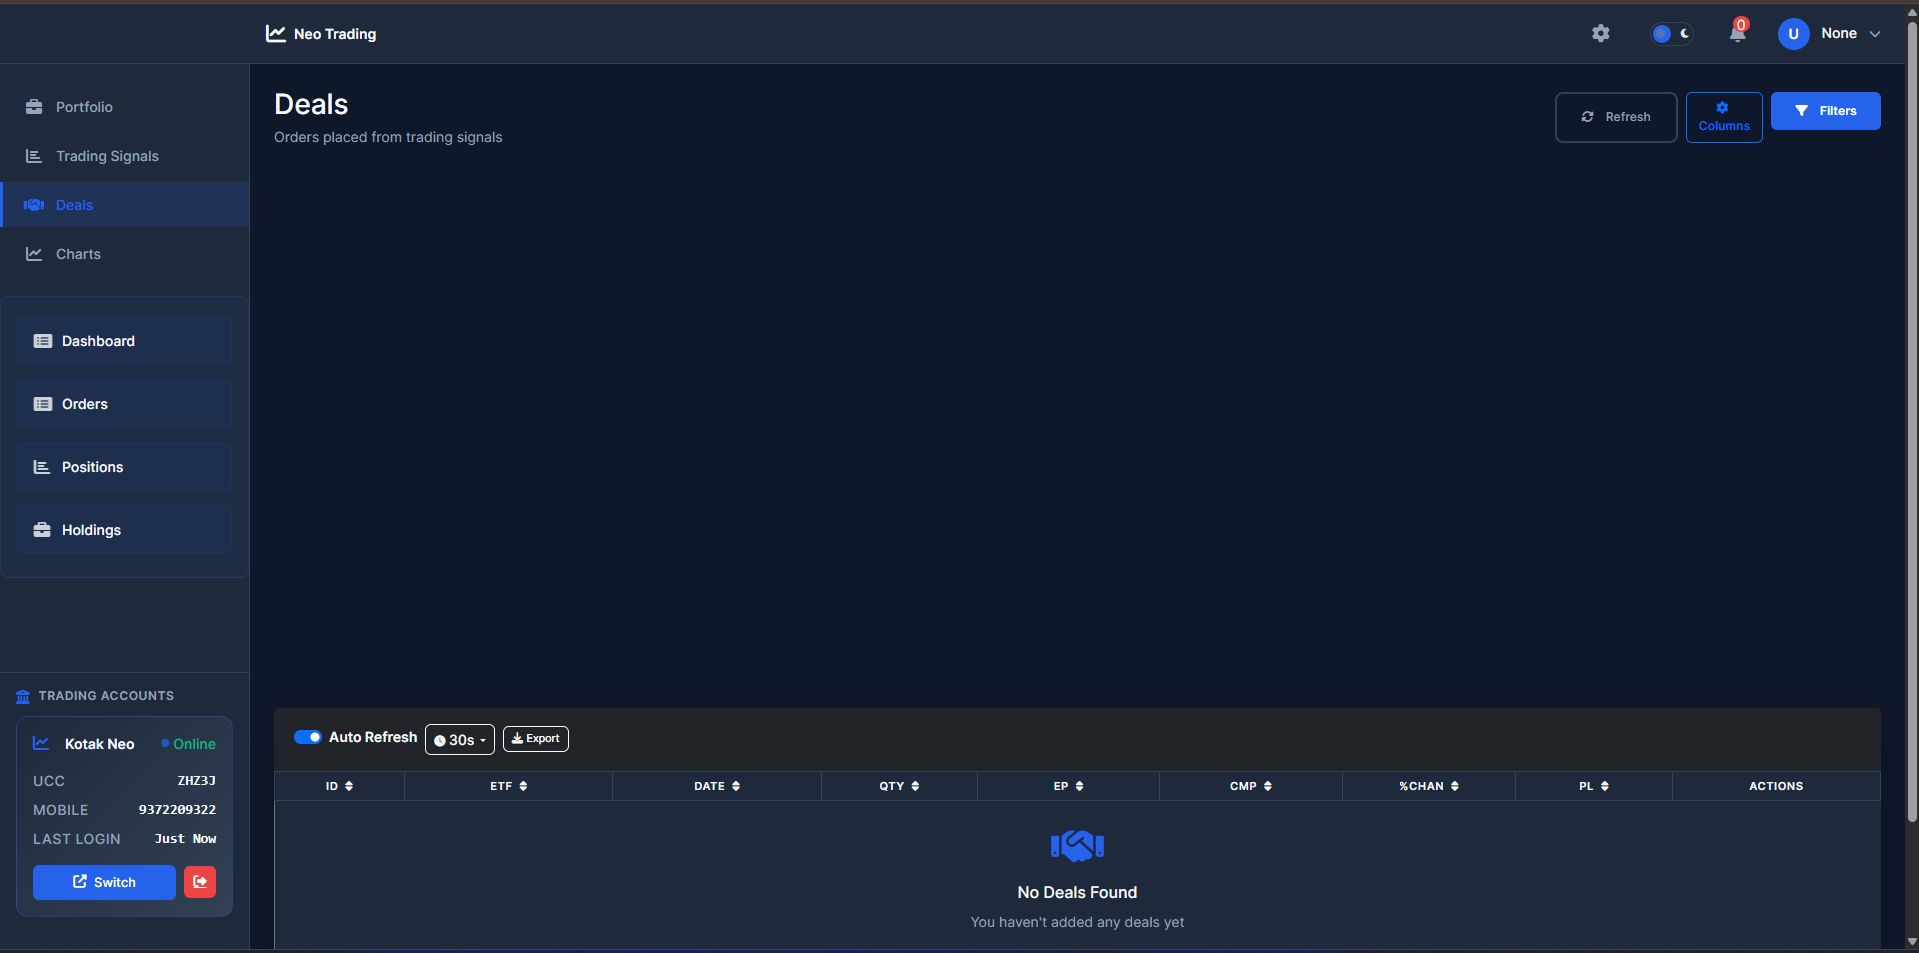 Neo Trading
0
U None
Portfolio
Trading Signals
Deals
Charts
Dashboard
Orders
Positions
Holdings
TRADING ACCOUNTS
Kotak Neo Online
UCC ZHZ3J
MOBILE 9372209322
LAST LOGIN Just Now
Switch
Deals
Orders placed from trading signals
Refresh
Columns
Filters
Auto Refresh 30s Export
ID ETF DATE QTY EP CMP %CHAN PL ACTIONS
No Deals Found
You haven't added any deals yet